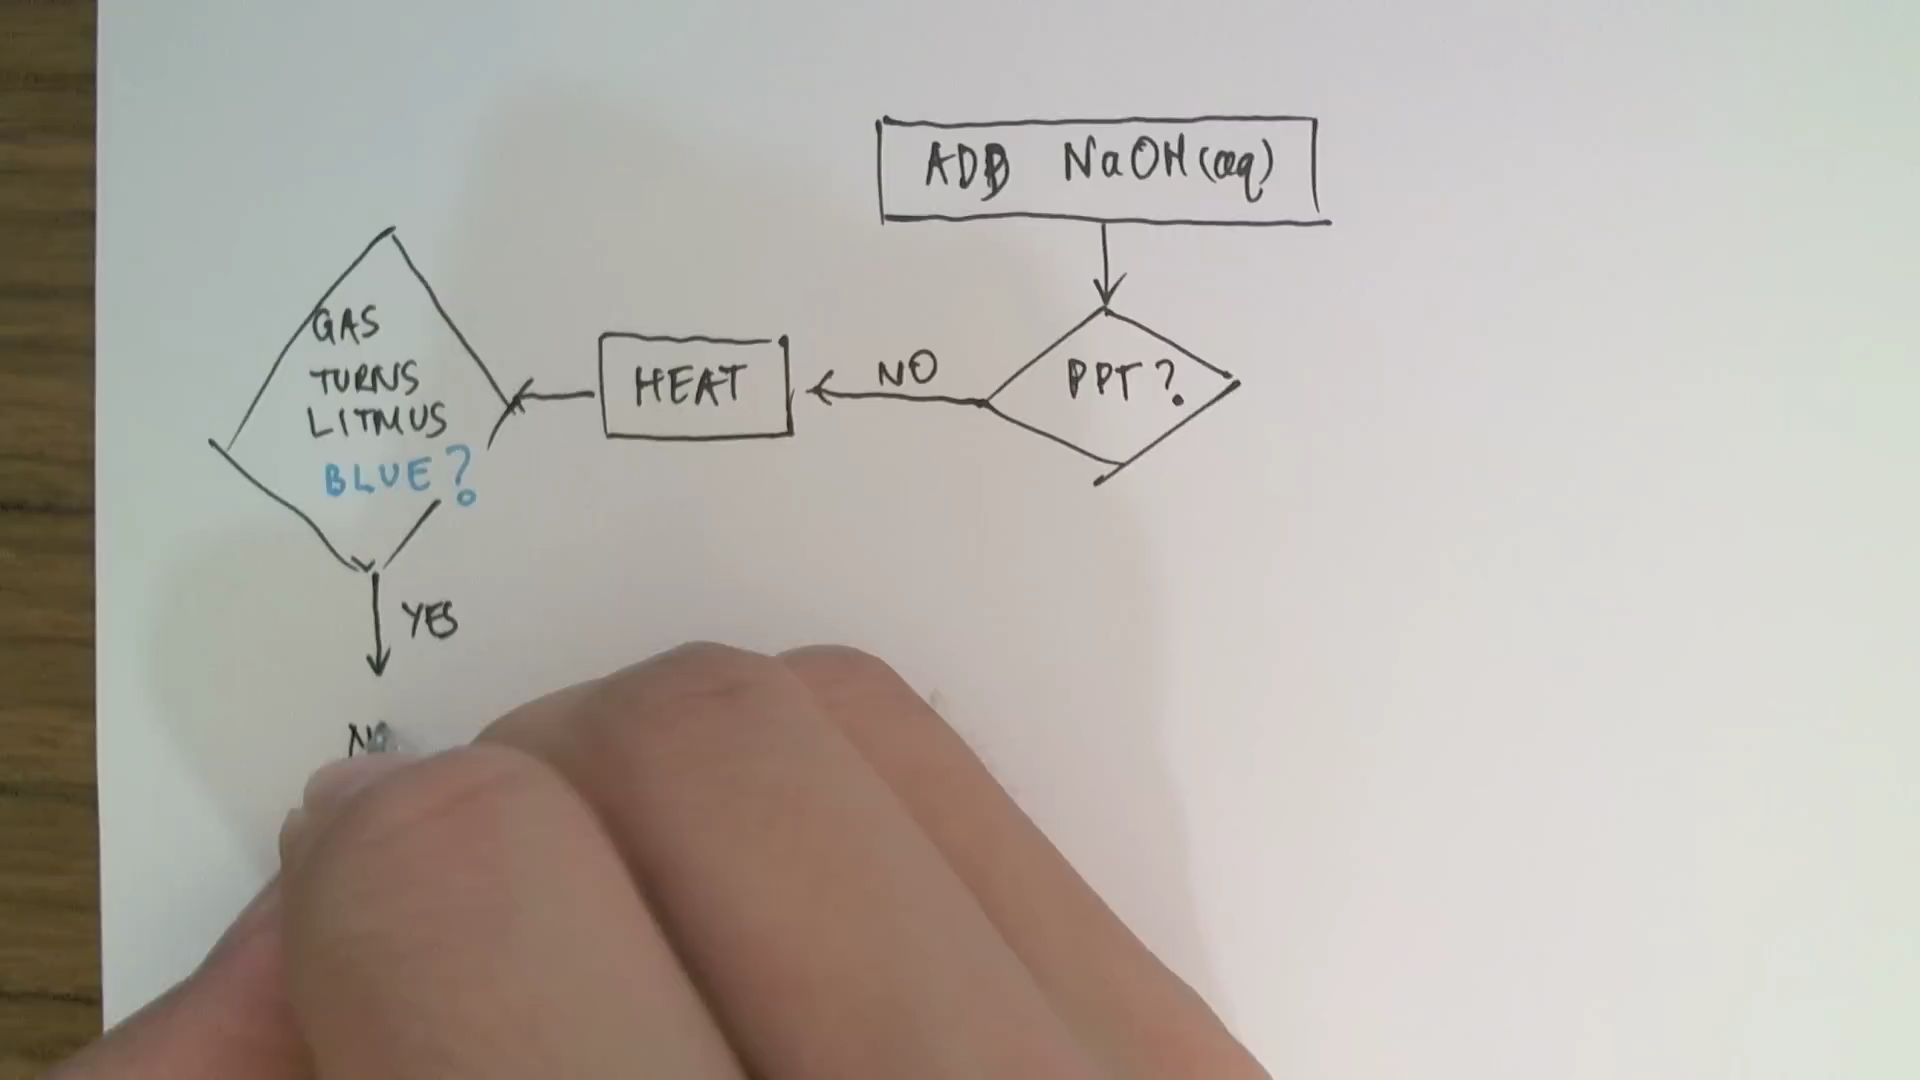 ADD NaOH(aq)
PPT?
NO
HEAT
GAS
TURNS
LITMUS
BLUE?
YES